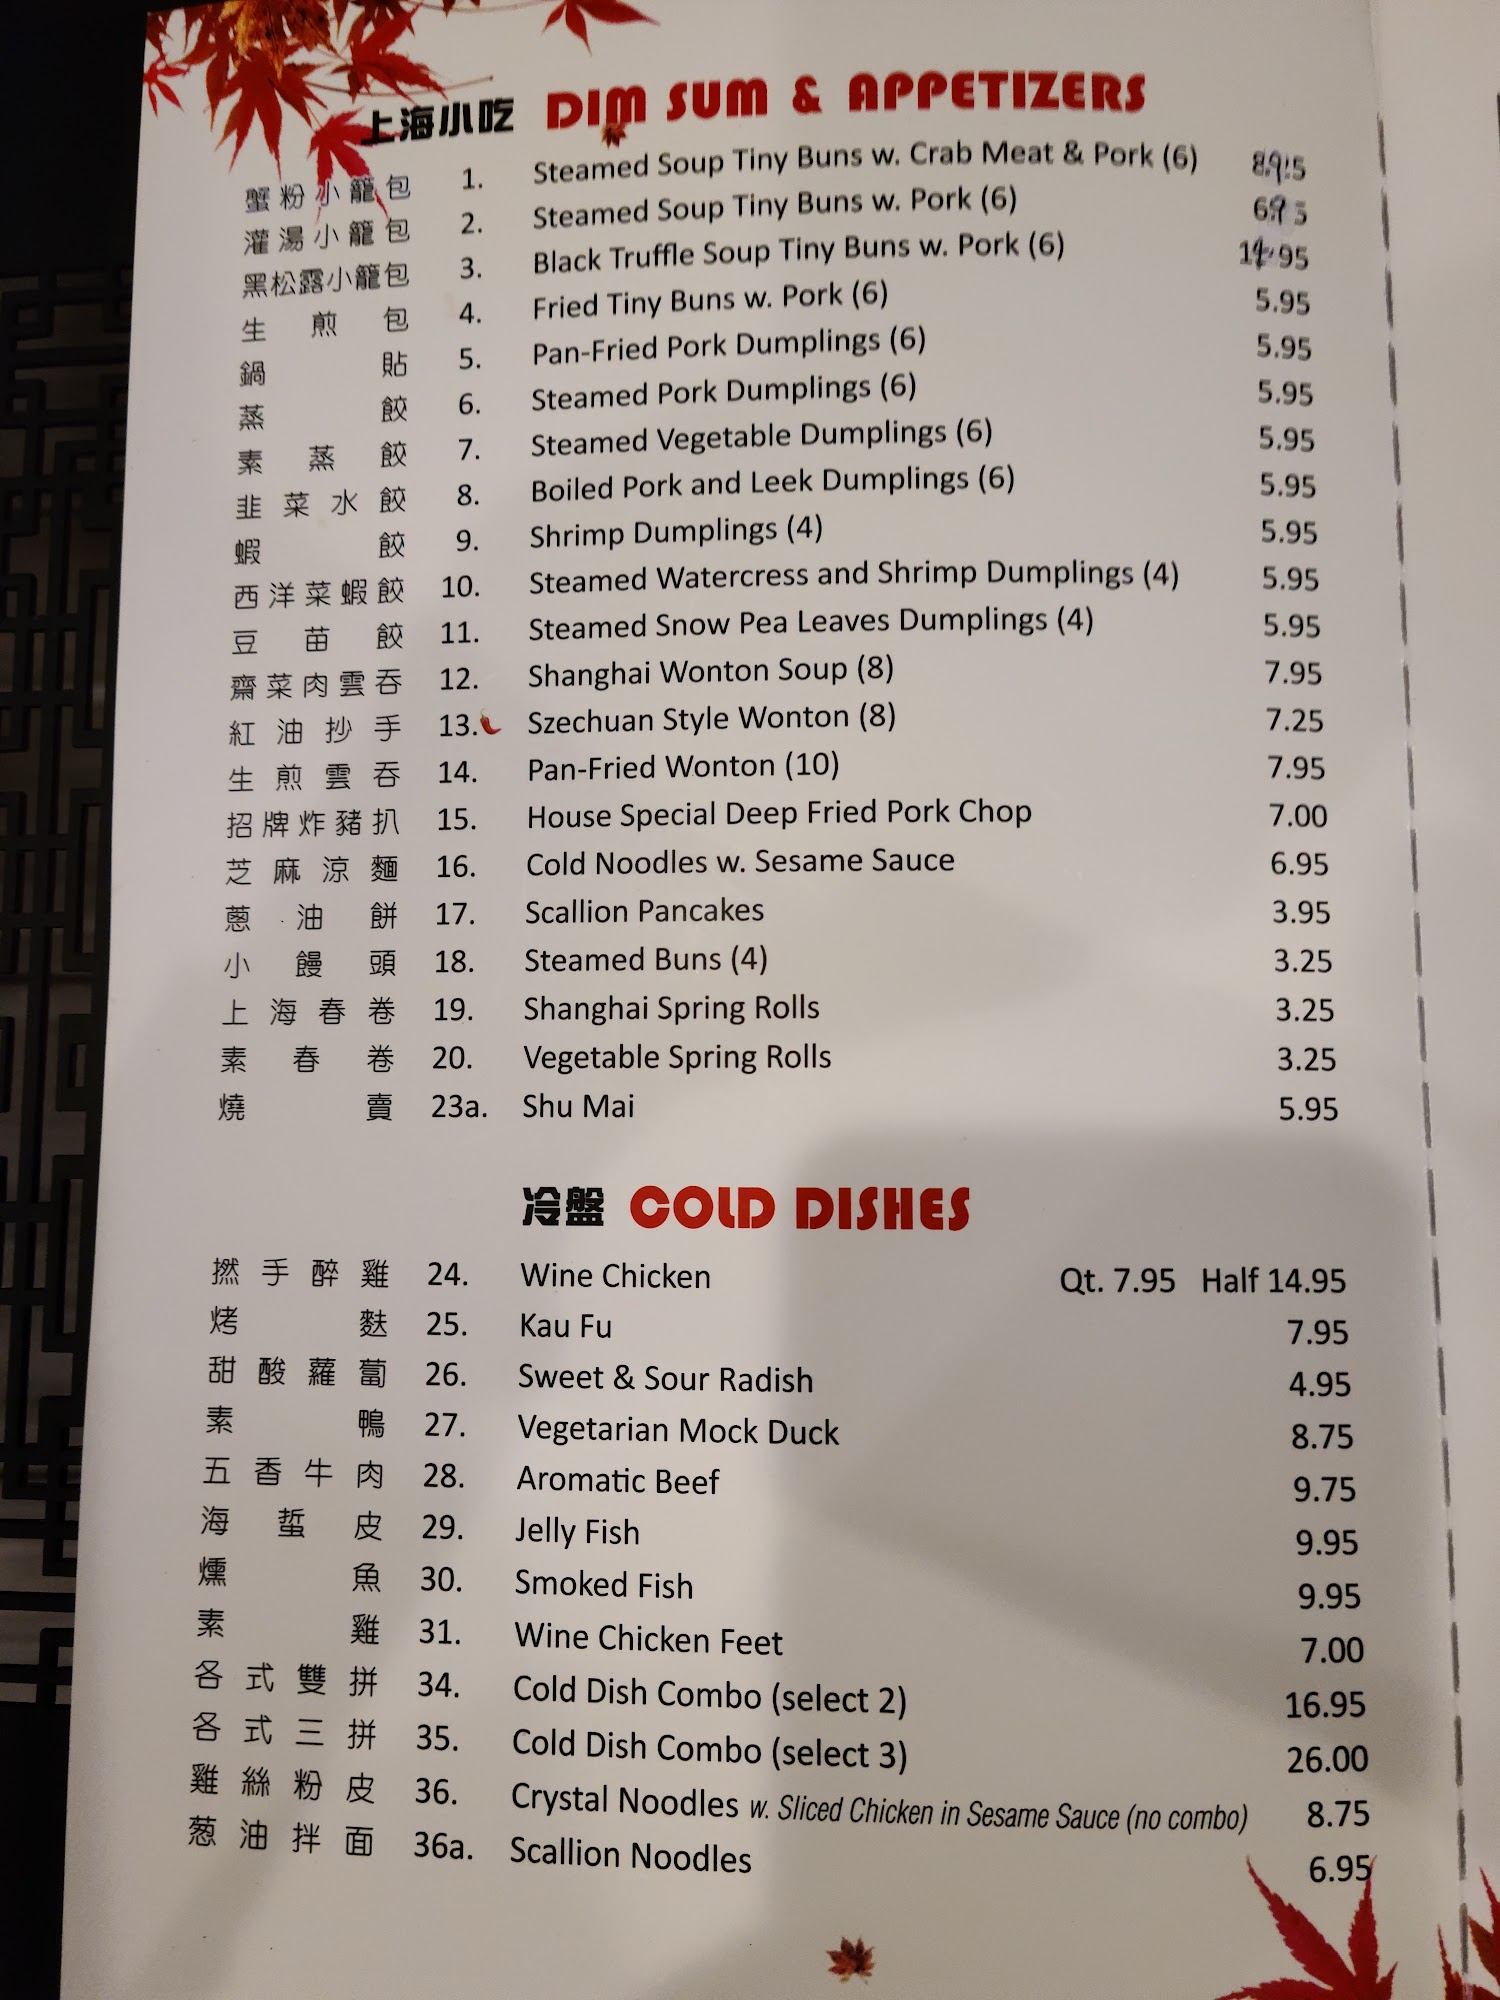 上海小吃 DIM SUM & APPETIZERS
蟹粉小籠包 1. Steamed Soup Tiny Buns w. Crab Meat & Pork (6)
灌湯小籠包 2. Steamed Soup Tiny Buns w. Pork (6)
黑松露小籠包 3. Black Truffle Soup Tiny Buns w. Pork (6)
生煎包 4. Fried Tiny Buns w. Pork (6) 5.95
鍋貼 5. Pan-Fried Pork Dumplings (6) 5.95
蒸餃 6. Steamed Pork Dumplings (6) 5.95
素蒸餃 7. Steamed Vegetable Dumplings (6) 5.95
韭菜水餃 8. Boiled Pork and Leek Dumplings (6) 5.95
蝦餃 9. Shrimp Dumplings (4) 5.95
西洋菜蝦餃 10. Steamed Watercress and Shrimp Dumplings (4) 5.95
豆苗餃 11. Steamed Snow Pea Leaves Dumplings (4) 5.95
齋菜肉雲吞 12. Shanghai Wonton Soup (8) 7.95
紅油抄手 13. Szechuan Style Wonton (8) 7.25
生煎雲吞 14. Pan-Fried Wonton (10) 7.95
招牌炸豬扒 15. House Special Deep Fried Pork Chop 7.00
芝麻涼麵 16. Cold Noodles w. Sesame Sauce 6.95
蔥油餅 17. Scallion Pancakes 3.95
小饅頭 18. Steamed Buns (4) 3.25
上海春卷 19. Shanghai Spring Rolls 3.25
素春卷 20. Vegetable Spring Rolls 3.25
燒賣 23a. Shu Mai 5.95
冷盤 COLD DISHES
撚手醉雞 24. Wine Chicken Qt. 7.95 Half 14.95
烤麩 25. Kau Fu 7.95
甜酸蘿蔔 26. Sweet & Sour Radish 4.95
素鴨 27. Vegetarian Mock Duck 8.75
五香牛肉 28. Aromatic Beef 9.75
海蜇皮 29. Jelly Fish 9.95
燻魚 30. Smoked Fish 9.95
素雞 31. Wine Chicken Feet 7.00
各式雙拼 34. Cold Dish Combo (select 2) 16.95
各式三拼 35. Cold Dish Combo (select 3) 26.00
雞絲粉皮 36. Crystal Noodles w. Sliced Chicken in Sesame Sauce (no combo) 8.75
葱油拌面 36a. Scallion Noodles 6.95